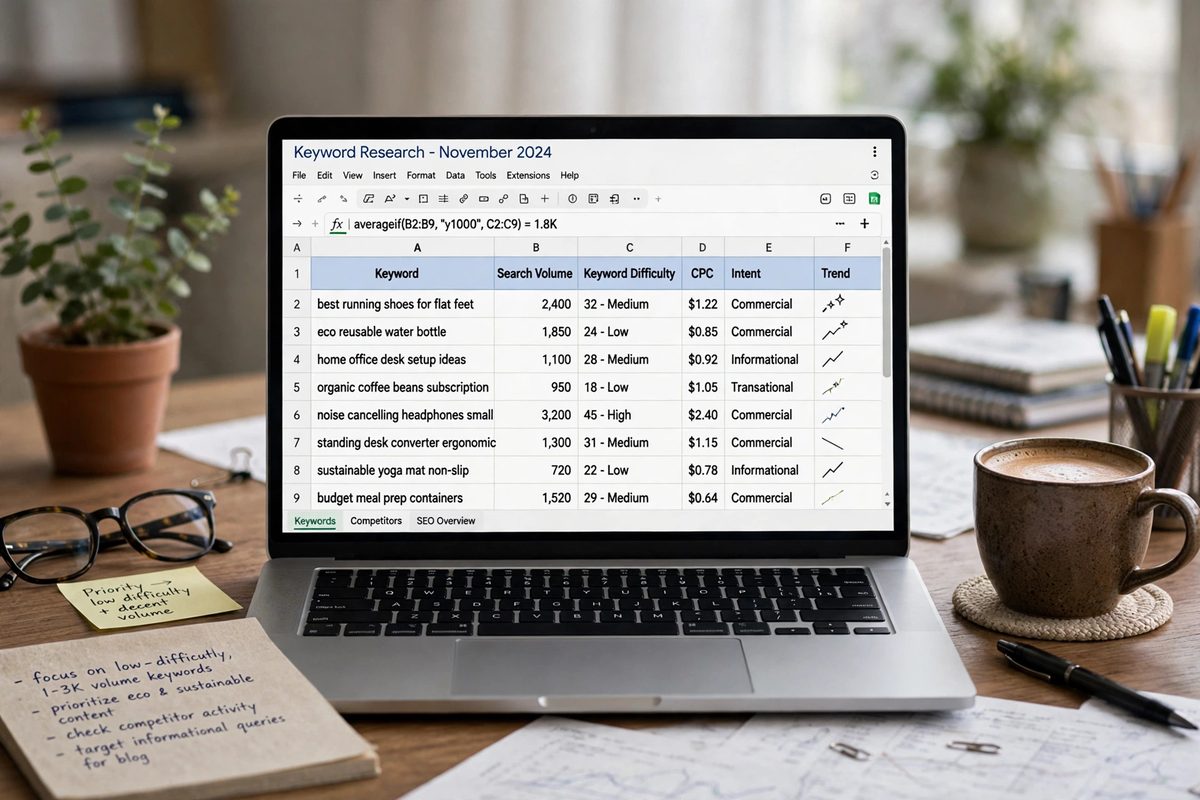 Keyword Research - November 2024
File Edit View Insert Format Data Tools Extensions Help
fx | averageif(B2:B9, "y1000", C2:C9) = 1.8K
A A B C D E F
1 Keyword Search Volume Keyword Difficulty CPC Intent Trend
2 best running shoes for flat feet 2,400 32 - Medium $1.22 Commercial
3 eco reusable water bottle 1,850 24 - Low $0.85 Commercial
4 home office desk setup ideas 1,100 28 - Medium $0.92 Informational
5 organic coffee beans subscription 950 18 - Low $1.05 Transational
6 noise cancelling headphones small 3,200 45 - High $2.40 Commercial
7 standing desk converter ergonomic 1,300 31 - Medium $1.15 Commercial
8 sustainable yoga mat non-slip 720 22 - Low $0.78 Informational
9 budget meal prep containers 1,520 29 - Medium $0.64 Commercial
Keywords Competitors SEO Overview
Priority →
low difficulty
+ decent
volume
- focus on low-difficutly,
1-3K volume keywords
- prioritize eco & sustainable
content
- check competitor activity
- target informational queries
for blog